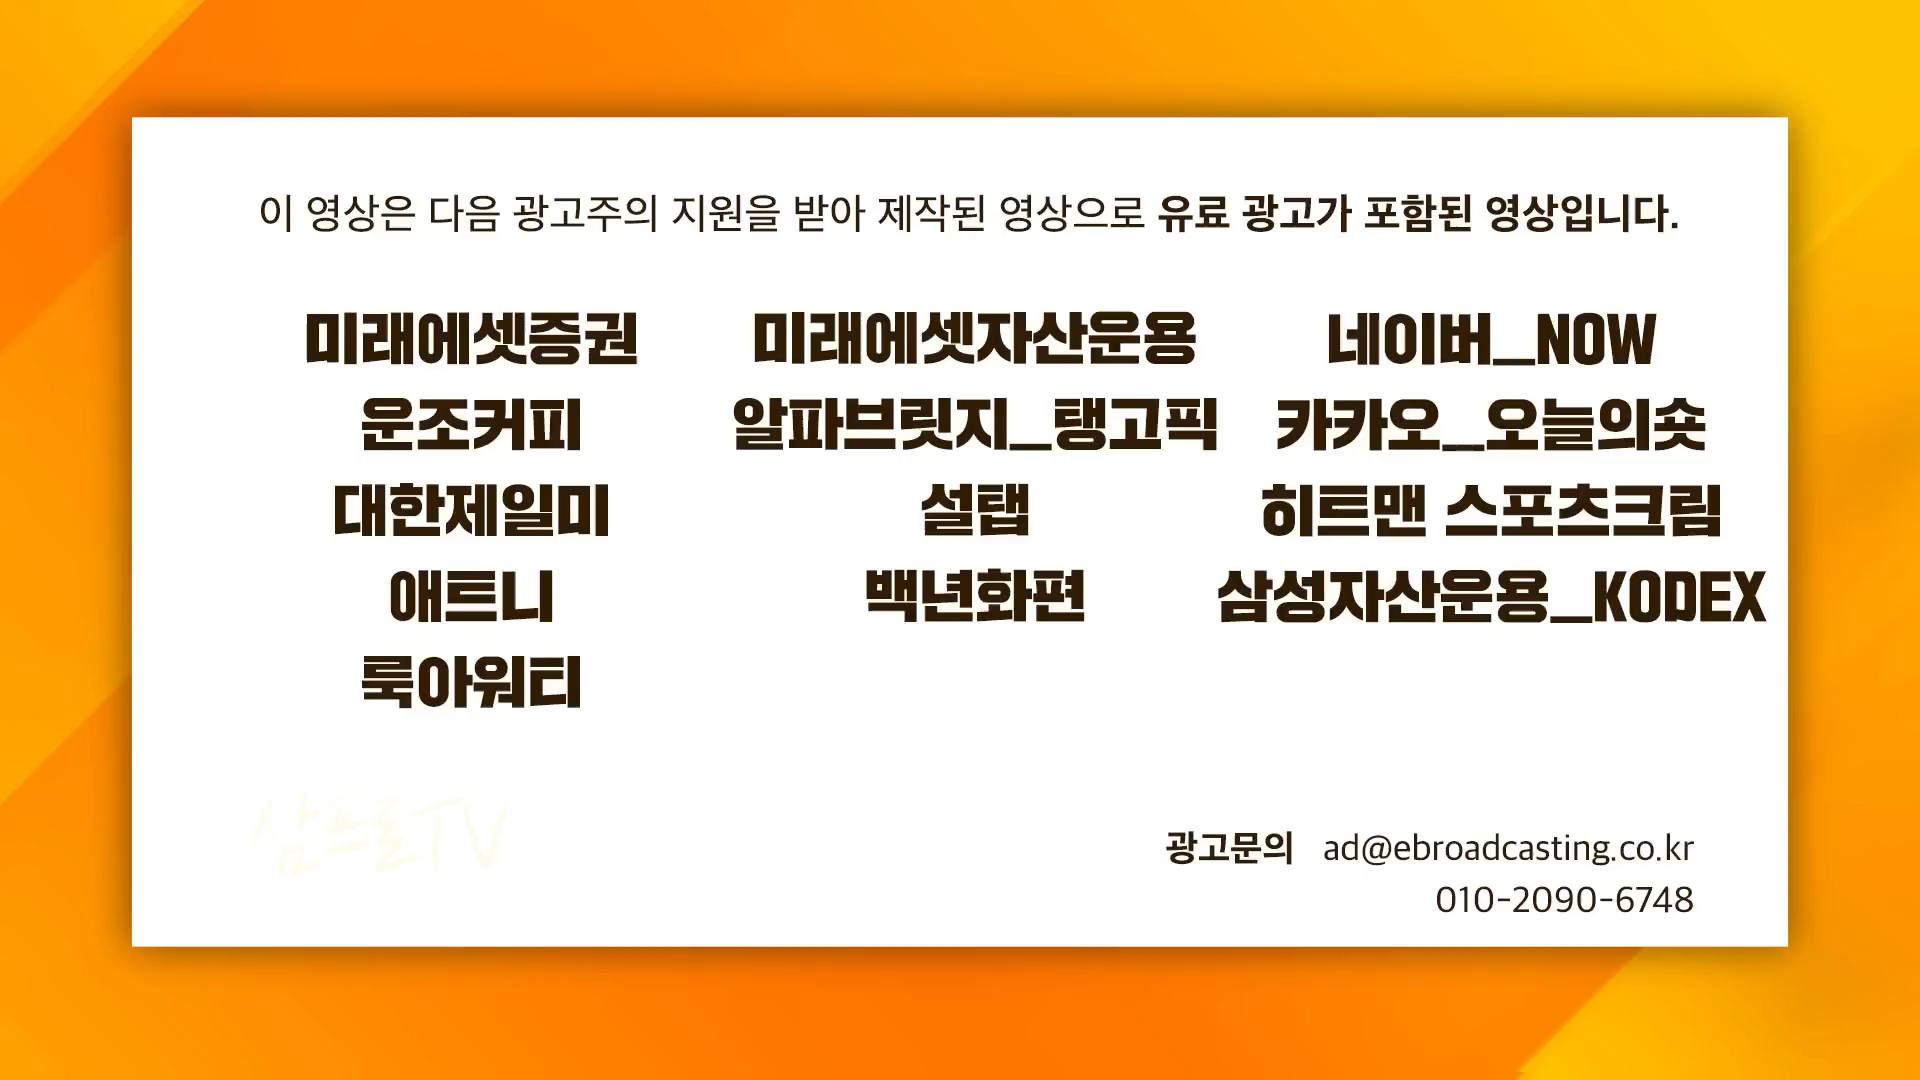 이 영상은 다음 광고주의 지원을 받아 제작된 영상으로 유료 광고가 포함된 영상입니다.
미래에셋증권 미래에셋자산운용 네이버_NOW
운조커피 알파브릿지_탱고픽 카카오_오늘의숏
대한제일미 설탭 히트맨 스포츠크림
애트니 백년화편 삼성자산운용_KODEX
룩아워티
삼프로TV
광고문의 ad@ebroadcasting.co.kr
010-2090-6748